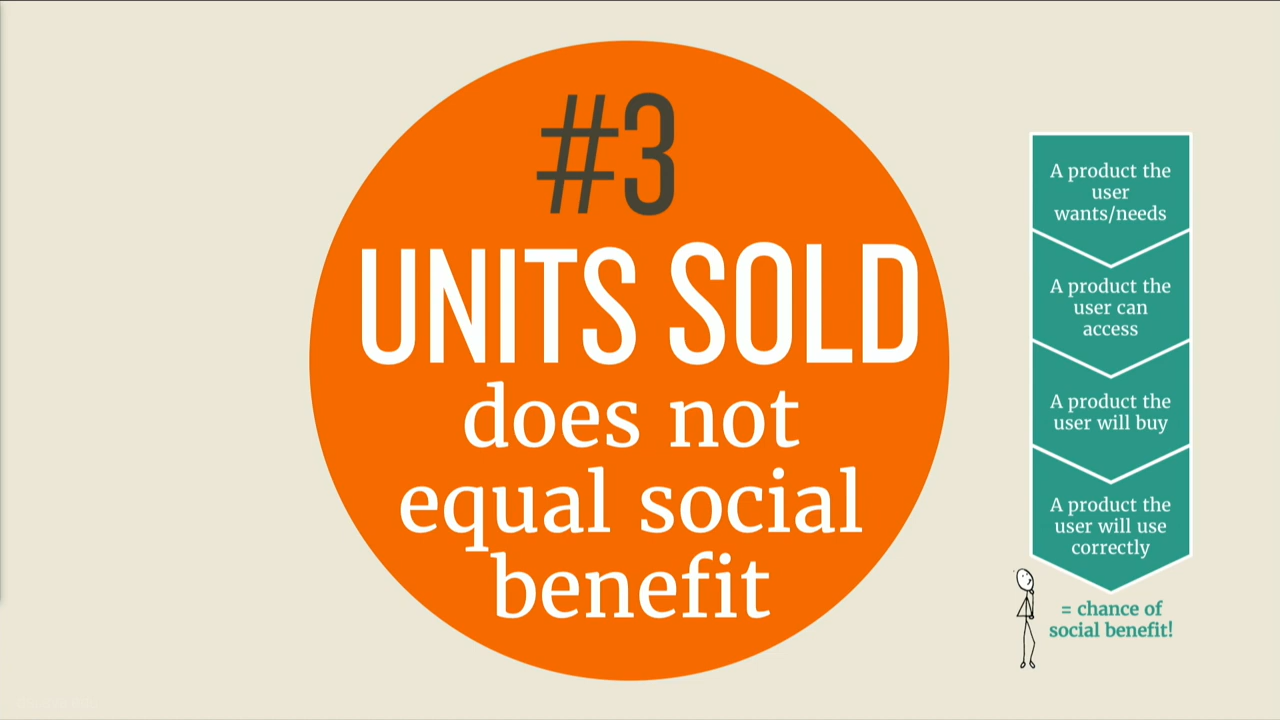 #3
UNITS SOLD
does not
equal social
benefit
A product the
user
wants/needs
A product the
user can
access
A product the
user will buy
A product the
user will use
correctly
= chance of
social benefit!